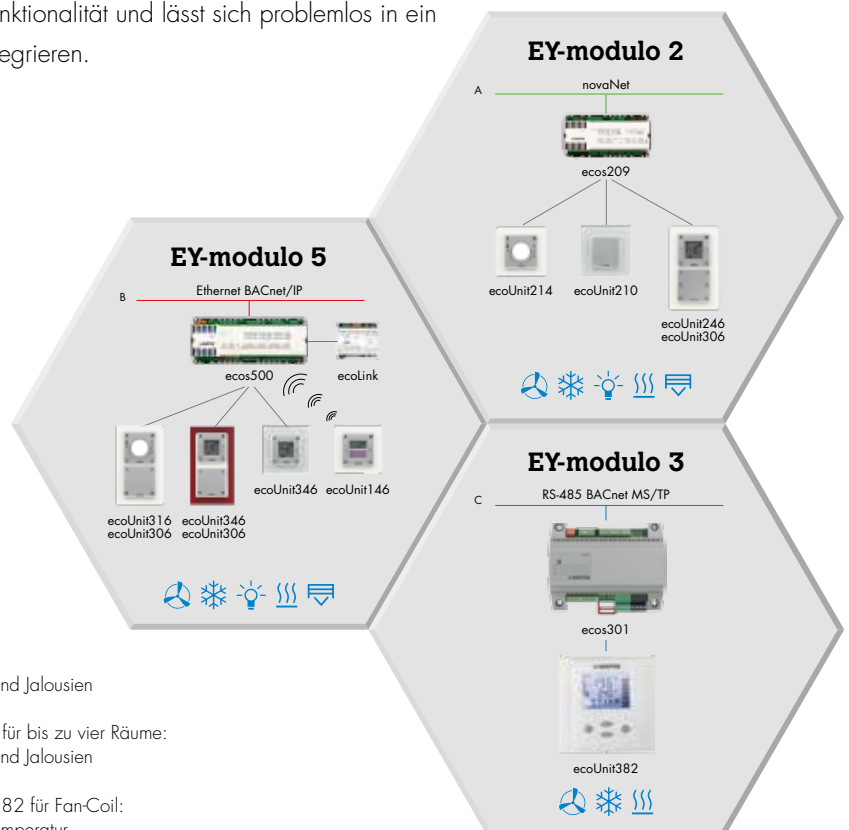 nktionalität und lässt sich problemlos in ein
egrieren.
EY-modulo 2
A
novaNet
ecos209
ecoUnit214
ecoUnit210
ecoUnit246
ecoUnit306
EY-modulo 5
B
Ethernet BACnet/IP
ecos500
ecoLink
ecoUnit316
ecoUnit306
ecoUnit346
ecoUnit306
ecoUnit346
ecoUnit146
EY-modulo 3
C
RS-485 BACnet MS/TP
ecos301
ecoUnit382
nd Jalousien
für bis zu vier Räume:
nd Jalousien
82 für Fan-Coil: